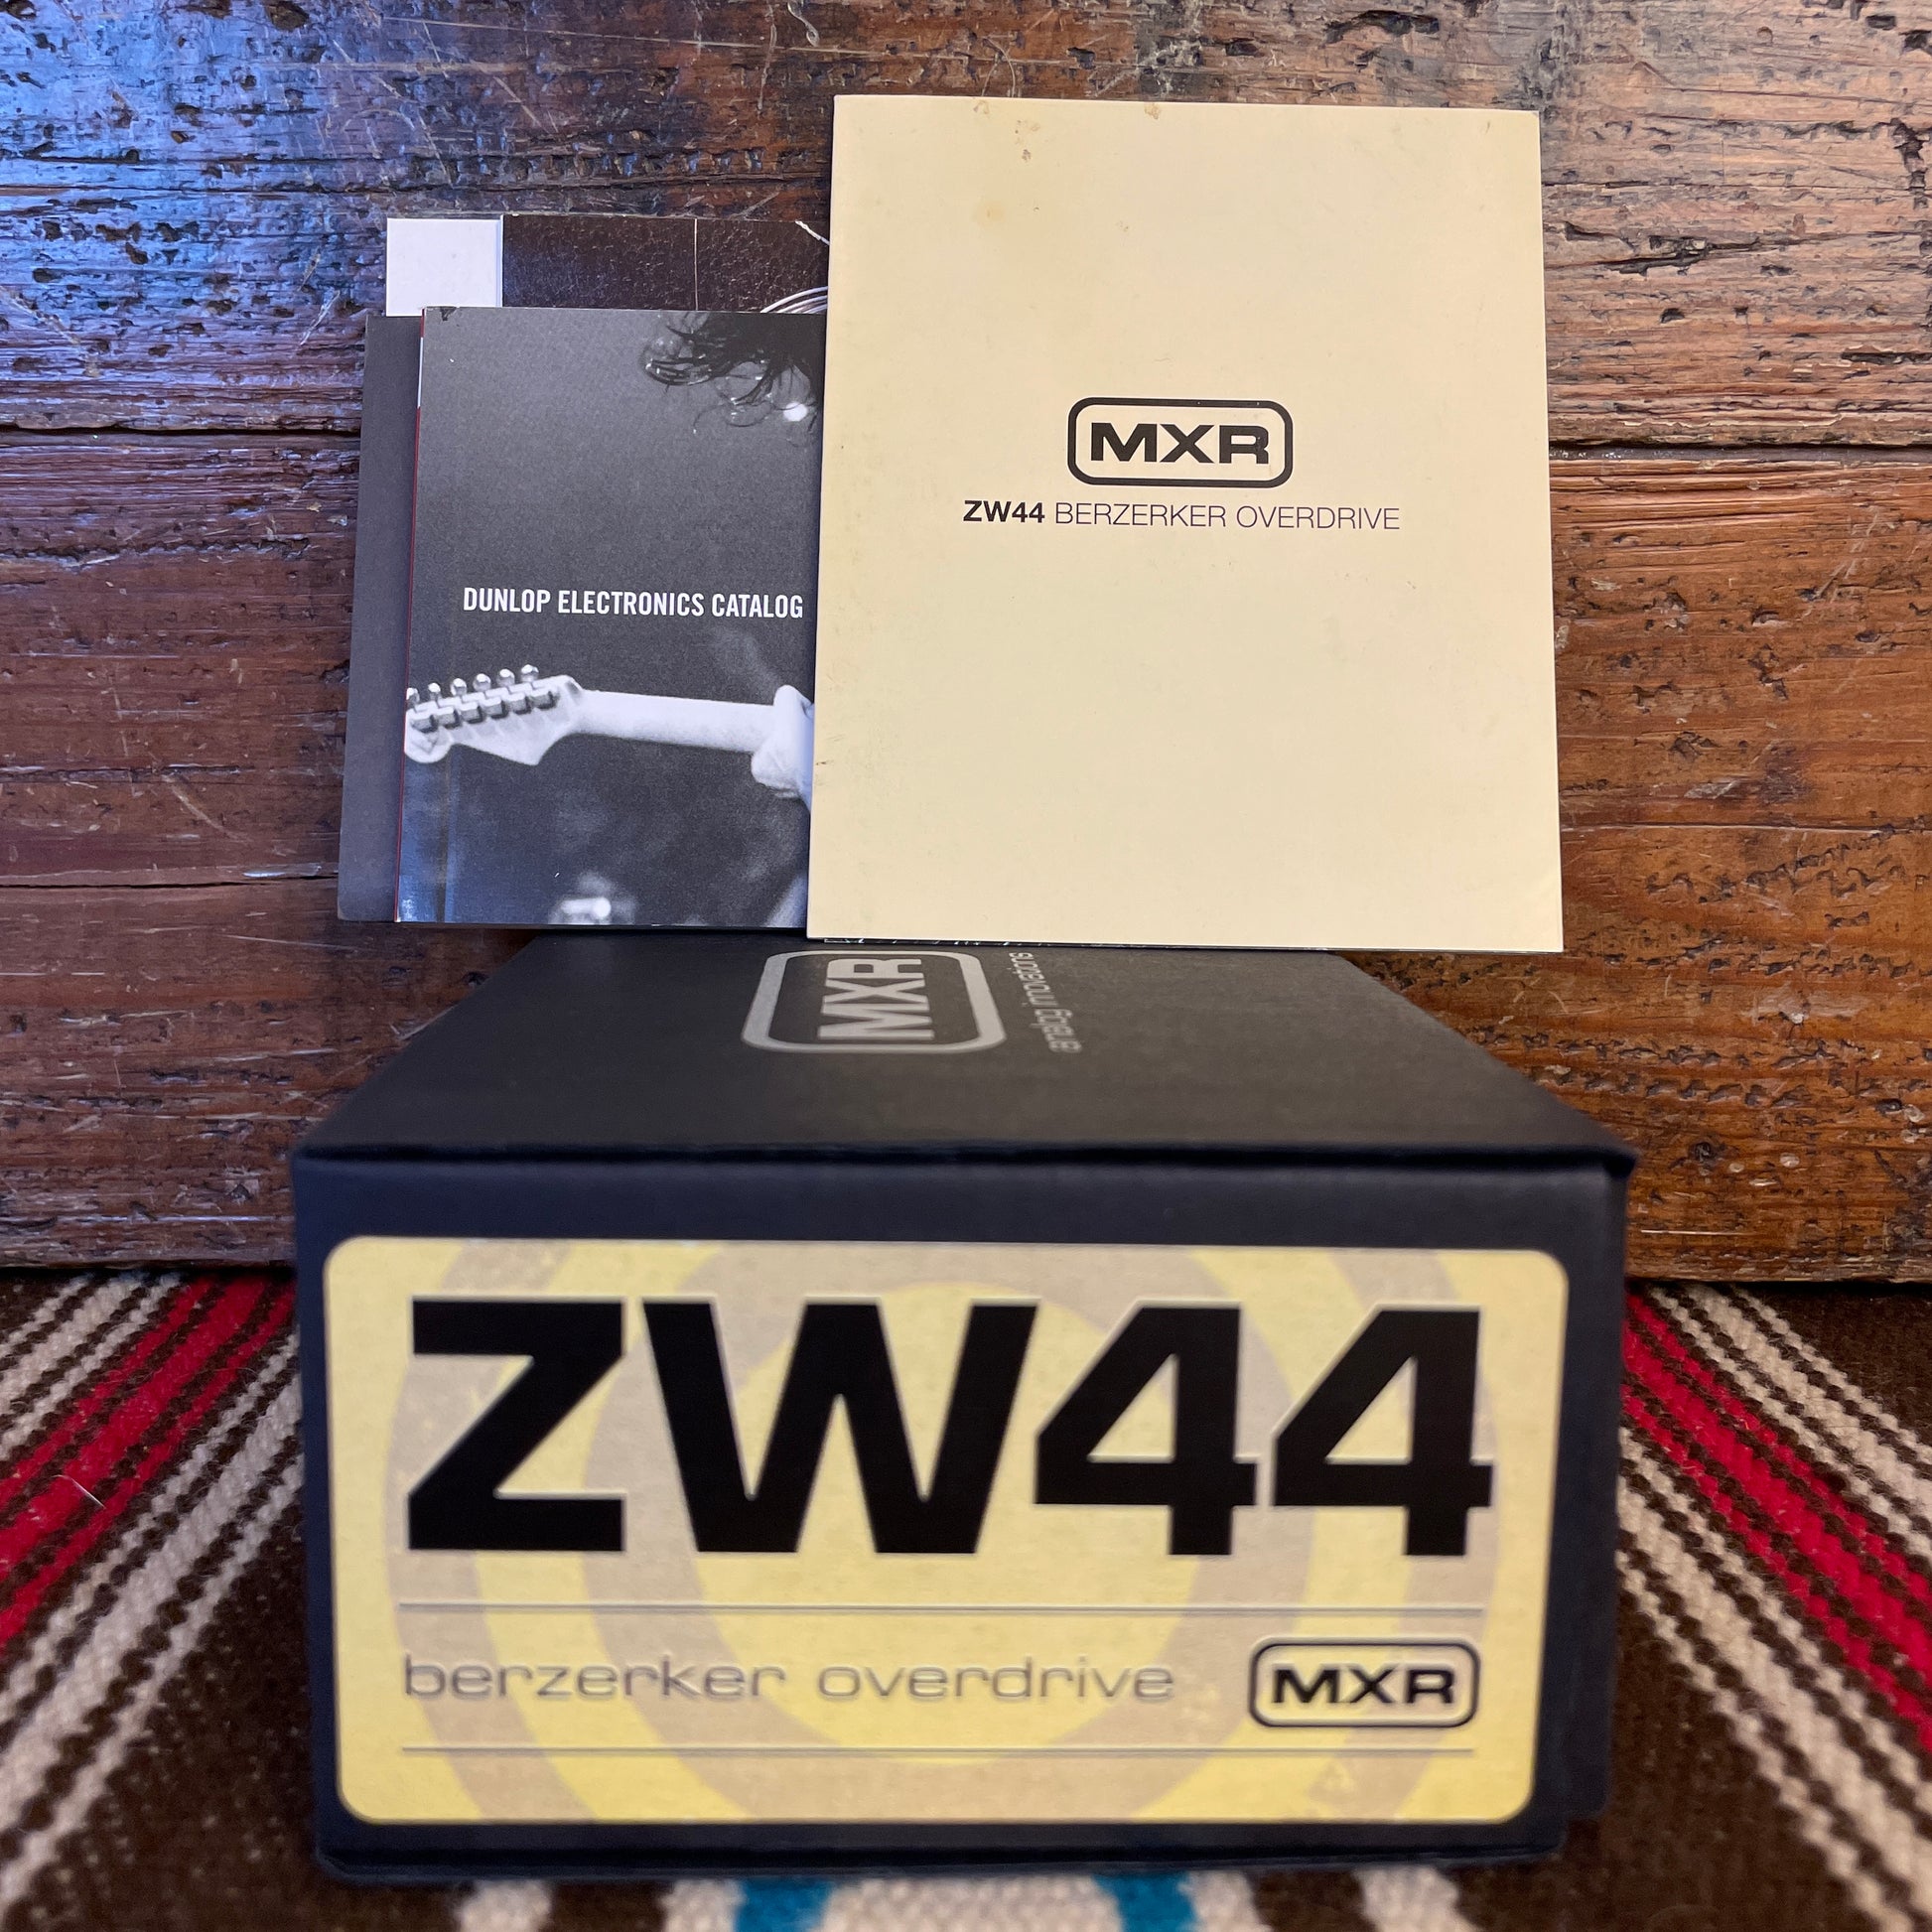 MXR
ZW44 BERZERKER OVERDRIVE
DUNLOP ELECTRONICS CATALOG
MXR
analog innovations
ZW44
berzerker overdrive
MXR